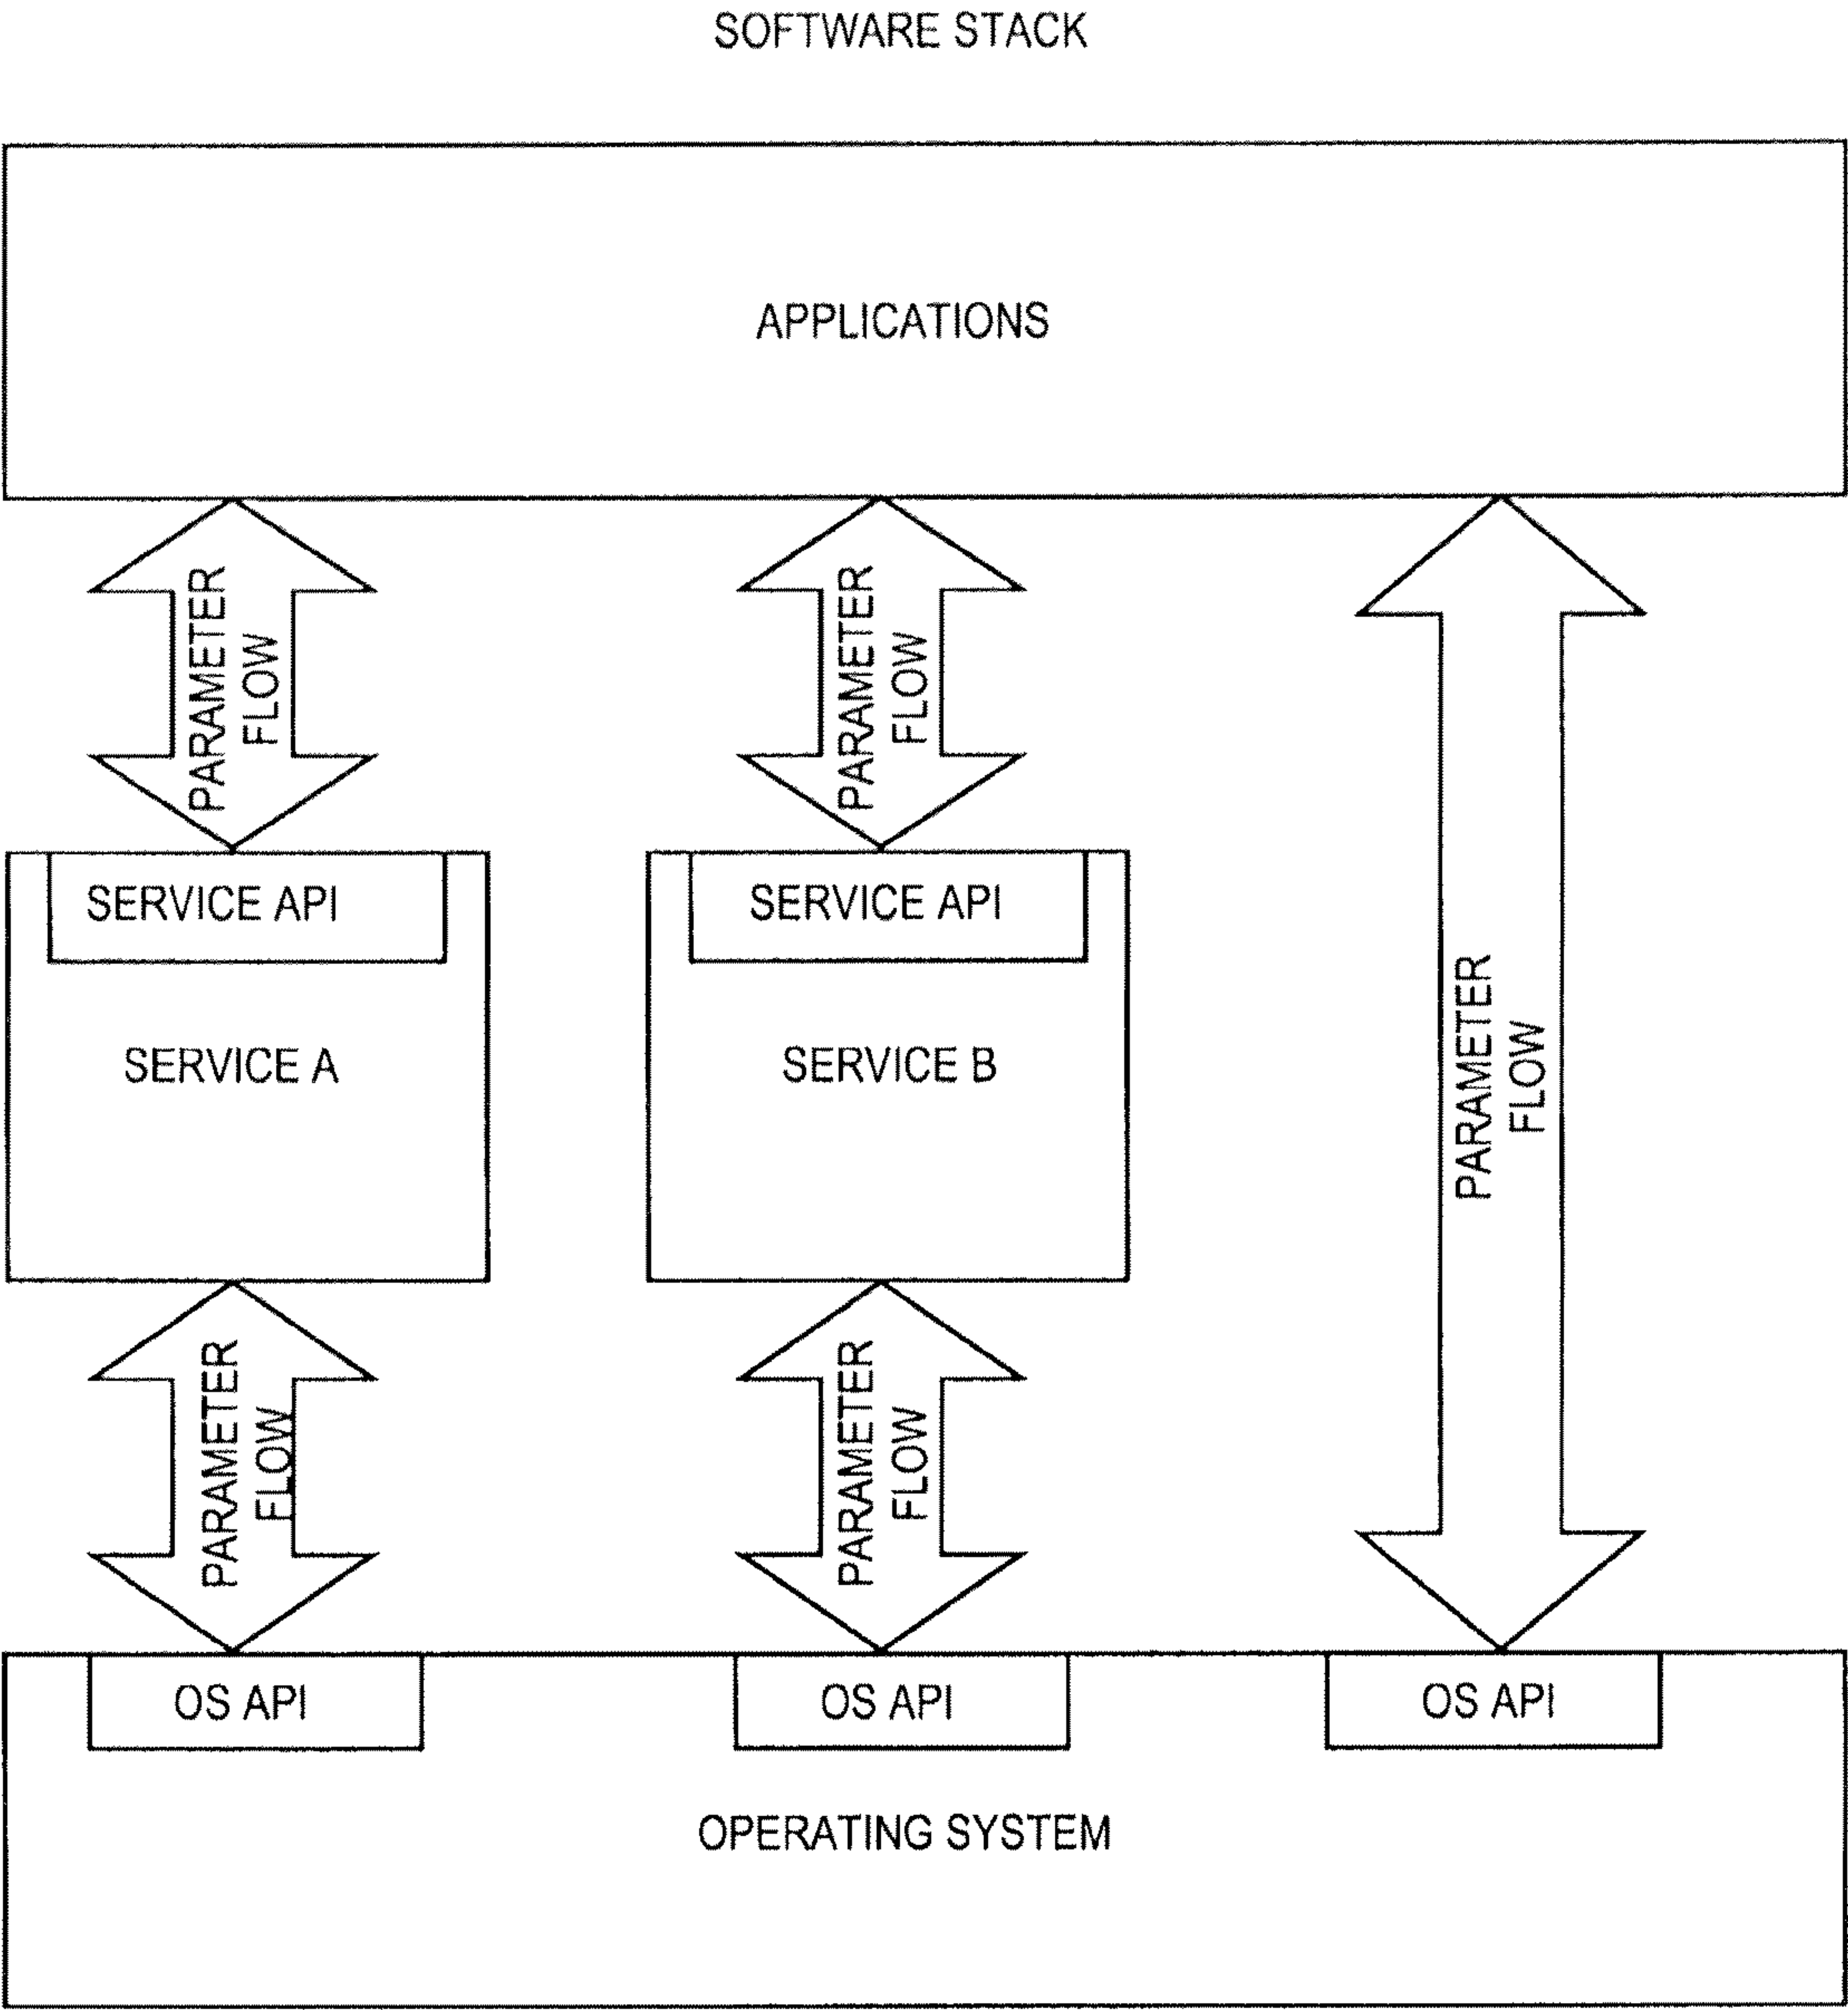 SOFTWARE STACK
APPLICATIONS
PARAMETER
FLOW
PARAMETER
FLOW
PARAMETER
FLOW
SERVICE API
SERVICE API
SERVICE A
SERVICE B
PARAMETER
FLOW
PARAMETER
FLOW
OS API
OS API
OS API
OPERATING SYSTEM